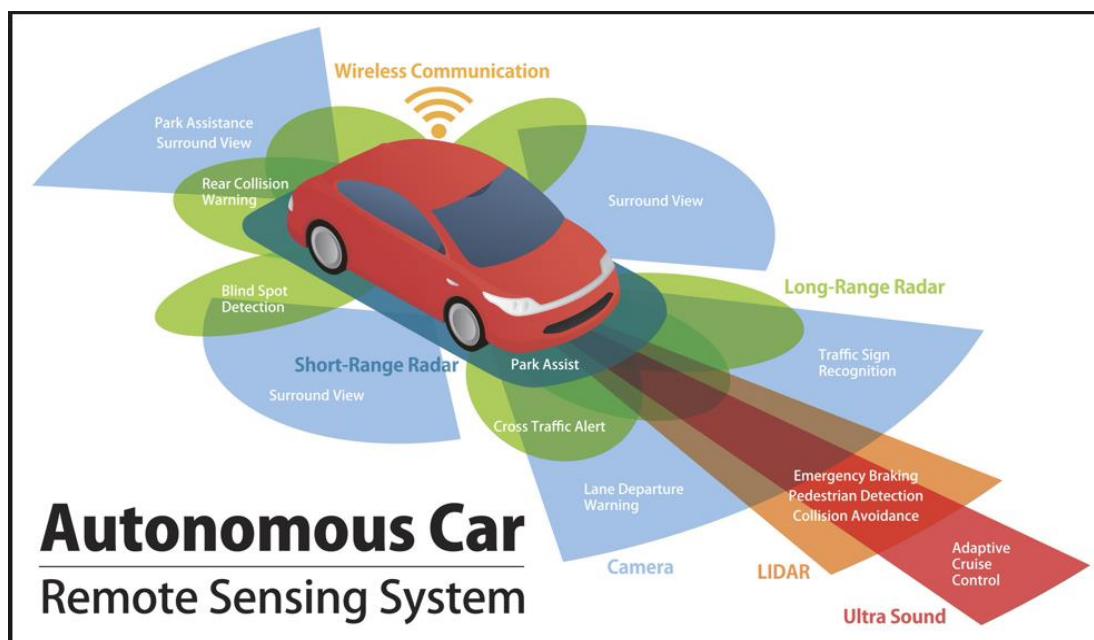 Wireless Communication
Park Assistance
Surround View
Rear Collision
Warning
Surround View
Blind Spot
Detection
Long-Range Radar
Short-Range Radar
Park Assist
Traffic Sign
Recognition
Surround View
Cross Traffic Alert
Lane Departure
Warning
Emergency Braking
Pedestrian Detection
Collision Avoidance
Adaptive
Cruise
Control
Camera
LIDAR
Ultra Sound
Autonomous Car
Remote Sensing System